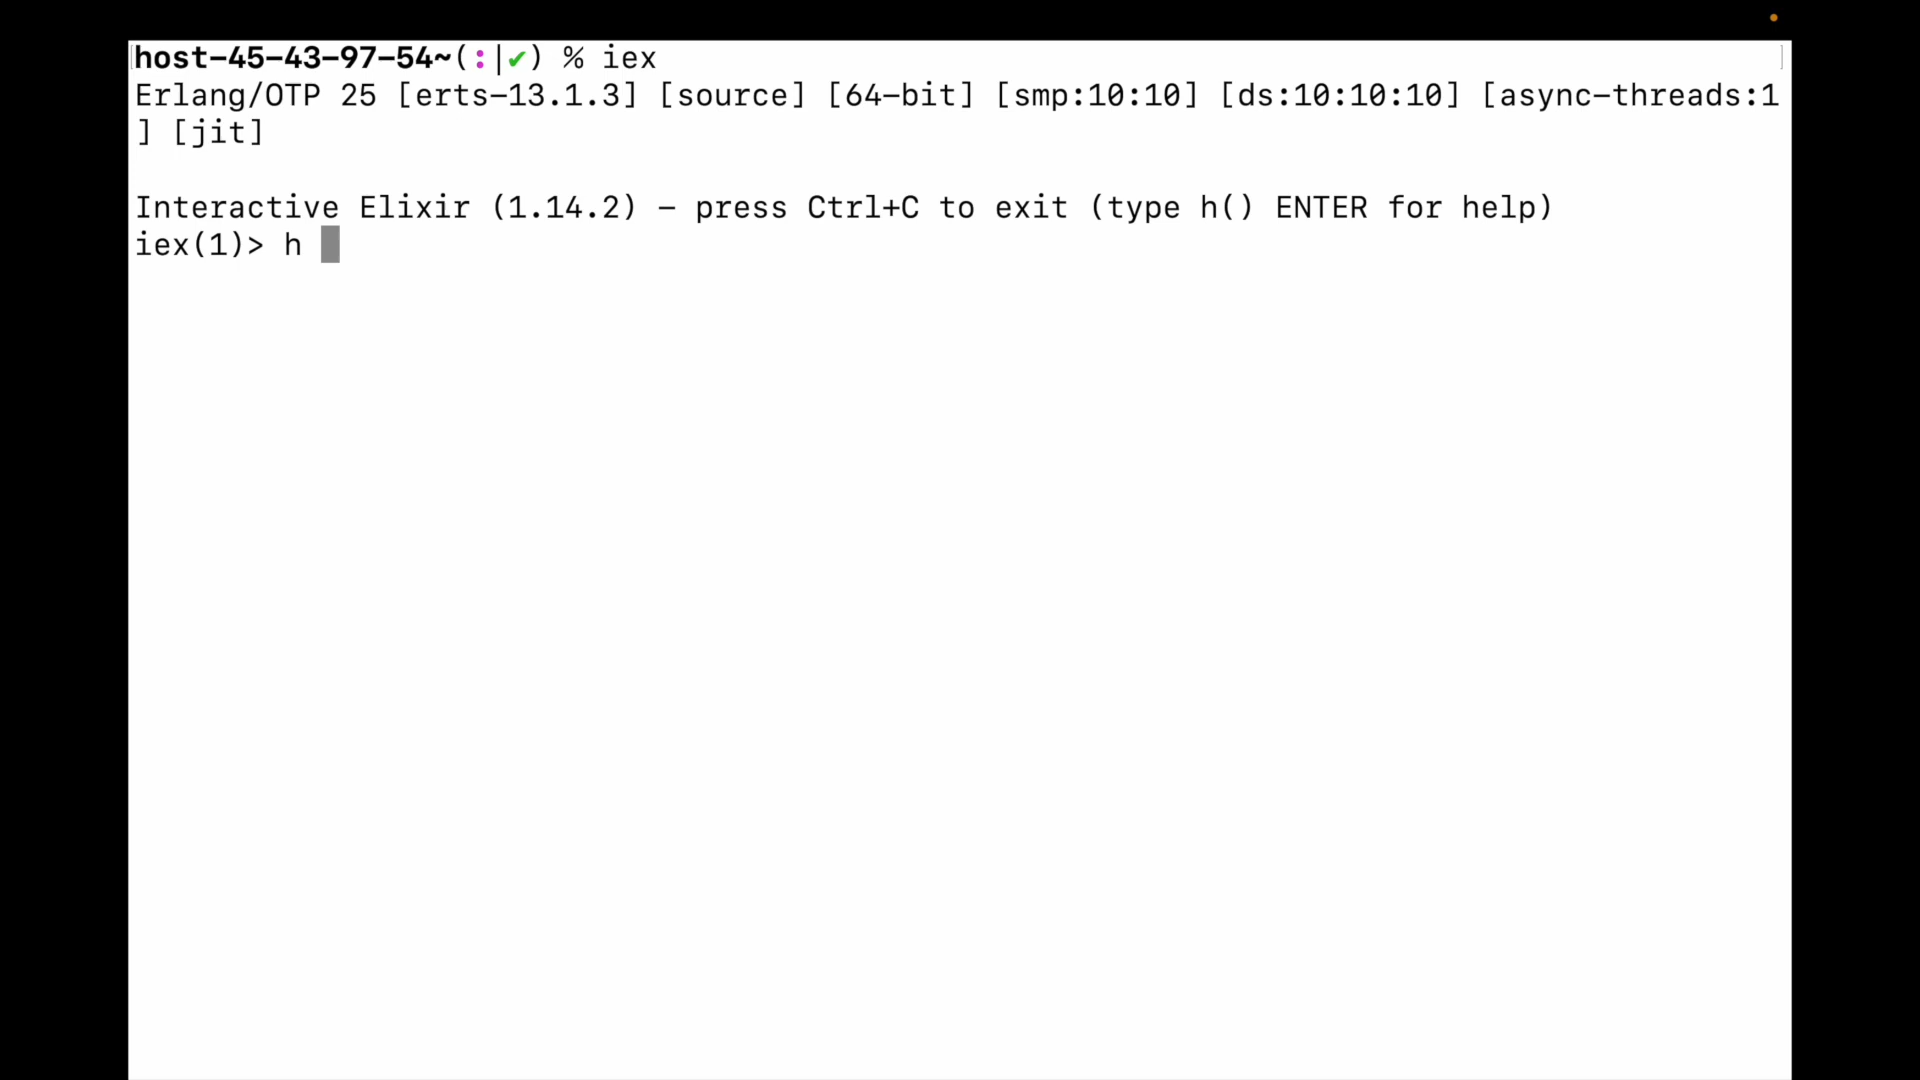 host-45-43-97-54~(:|✔) % iex
Erlang/OTP 25 [erts-13.1.3] [source] [64-bit] [smp:10:10] [ds:10:10:10] [async-threads:1
] [jit]
Interactive Elixir (1.14.2) - press Ctrl+C to exit (type h() ENTER for help)
iex(1)> h